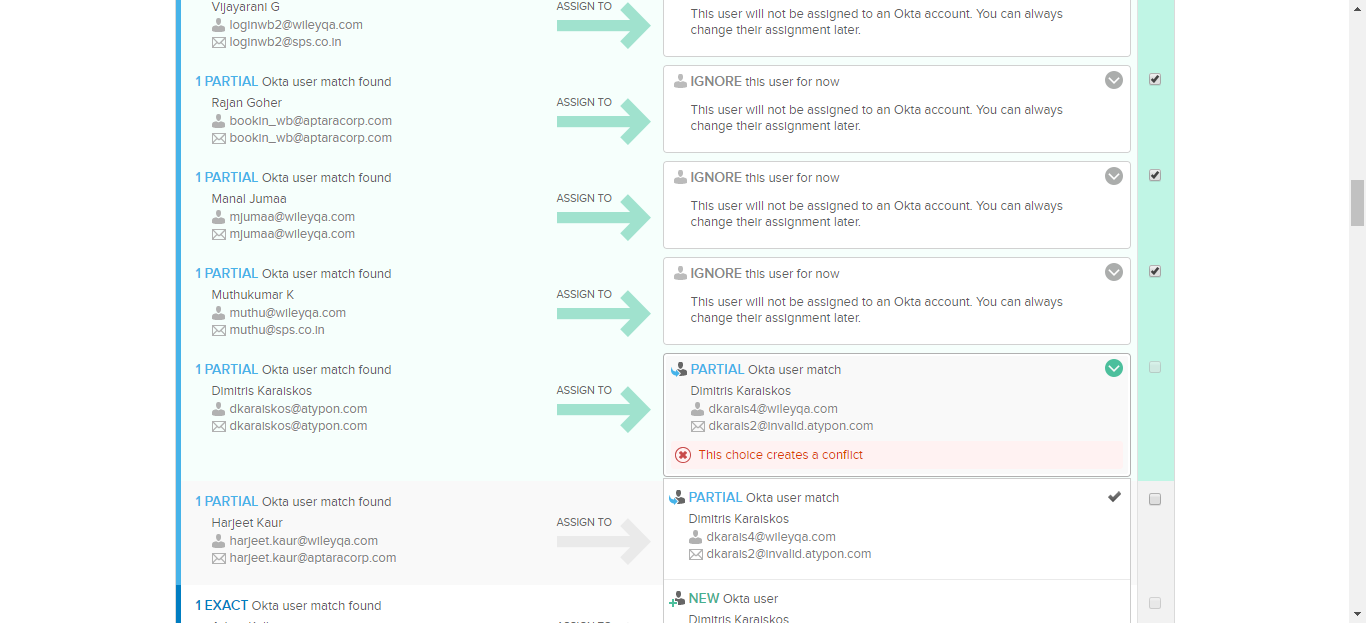 Vijayarani G
loginwb2@wileyqa.com
loginwb2@sps.co.in
ASSIGN TO
This user will not be assigned to an Okta account. You can always
change their assignment later.
1 PARTIAL Okta user match found
Rajan Goher
bookin_wb@aptaracorp.com
bookin_wb@aptaracorp.com
ASSIGN TO
IGNORE this user for now
This user will not be assigned to an Okta account. You can always
change their assignment later.
1 PARTIAL Okta user match found
Manal Jumaa
mjumaa@wileyqa.com
mjumaa@wileyqa.com
ASSIGN TO
IGNORE this user for now
This user will not be assigned to an Okta account. You can always
change their assignment later.
1 PARTIAL Okta user match found
Muthukumar K
muthu@wileyqa.com
muthu@sps.co.in
ASSIGN TO
IGNORE this user for now
This user will not be assigned to an Okta account. You can always
change their assignment later.
1 PARTIAL Okta user match found
Dimitris Karaiskos
dkaraiskos@atypon.com
dkaraiskos@atypon.com
ASSIGN TO
PARTIAL Okta user match
Dimitris Karaiskos
dkarais4@wileyqa.com
dkarais2@invalid.atypon.com
This choice creates a conflict
1 PARTIAL Okta user match found
Harjeet Kaur
harjeet.kaur@wileyqa.com
harjeet.kaur@aptaracorp.com
ASSIGN TO
PARTIAL Okta user match
Dimitris Karaiskos
dkarais4@wileyqa.com
dkarais2@invalid.atypon.com
1 EXACT Okta user match found
NEW Okta user
Dimitris Karaiskos